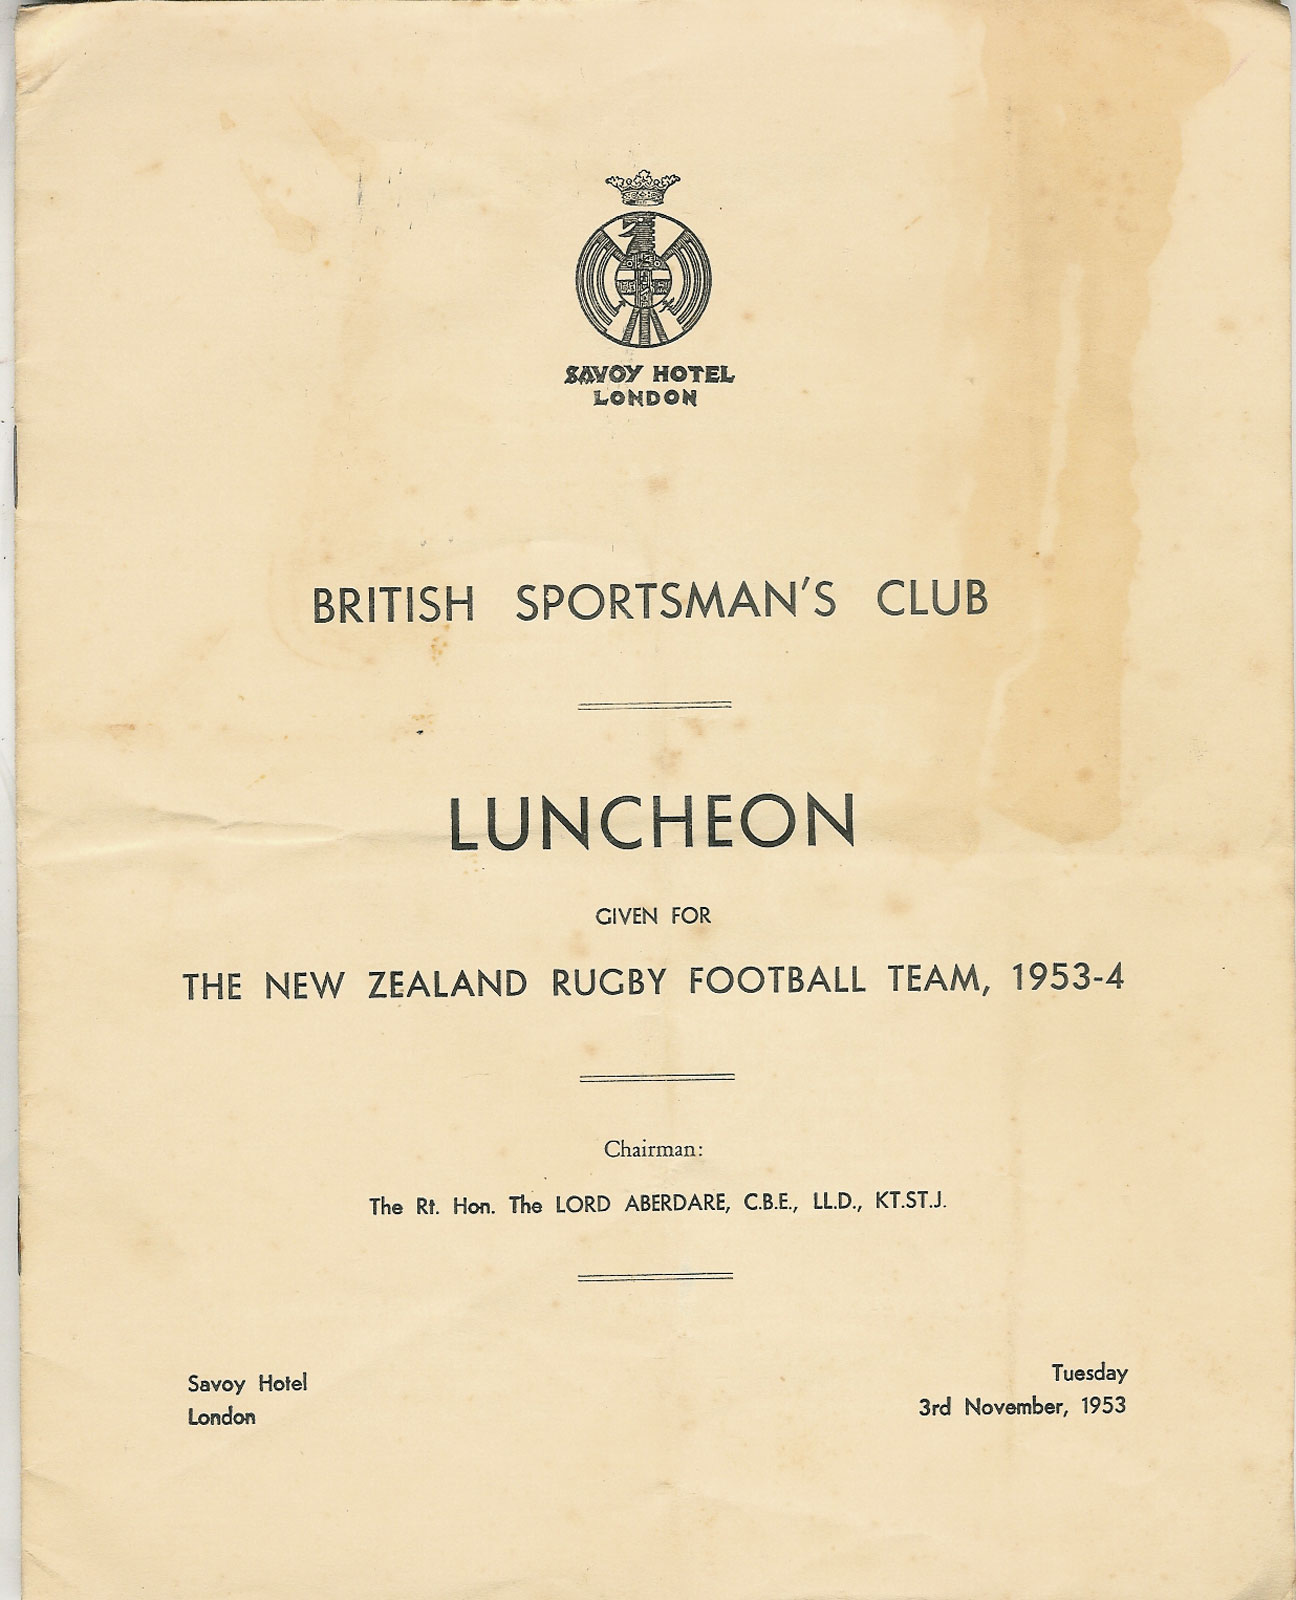 SAVOY HOTEL
LONDON
BRITISH SPORTSMAN'S CLUB
LUNCHEON
GIVEN FOR
THE NEW ZEALAND RUGBY FOOTBALL TEAM, 1953-4
Chairman:
The Rt. Hon. The LORD ABERDARE, C.B.E., LL.D., KT.ST.J.
Savoy Hotel
London
Tuesday
3rd November, 1953